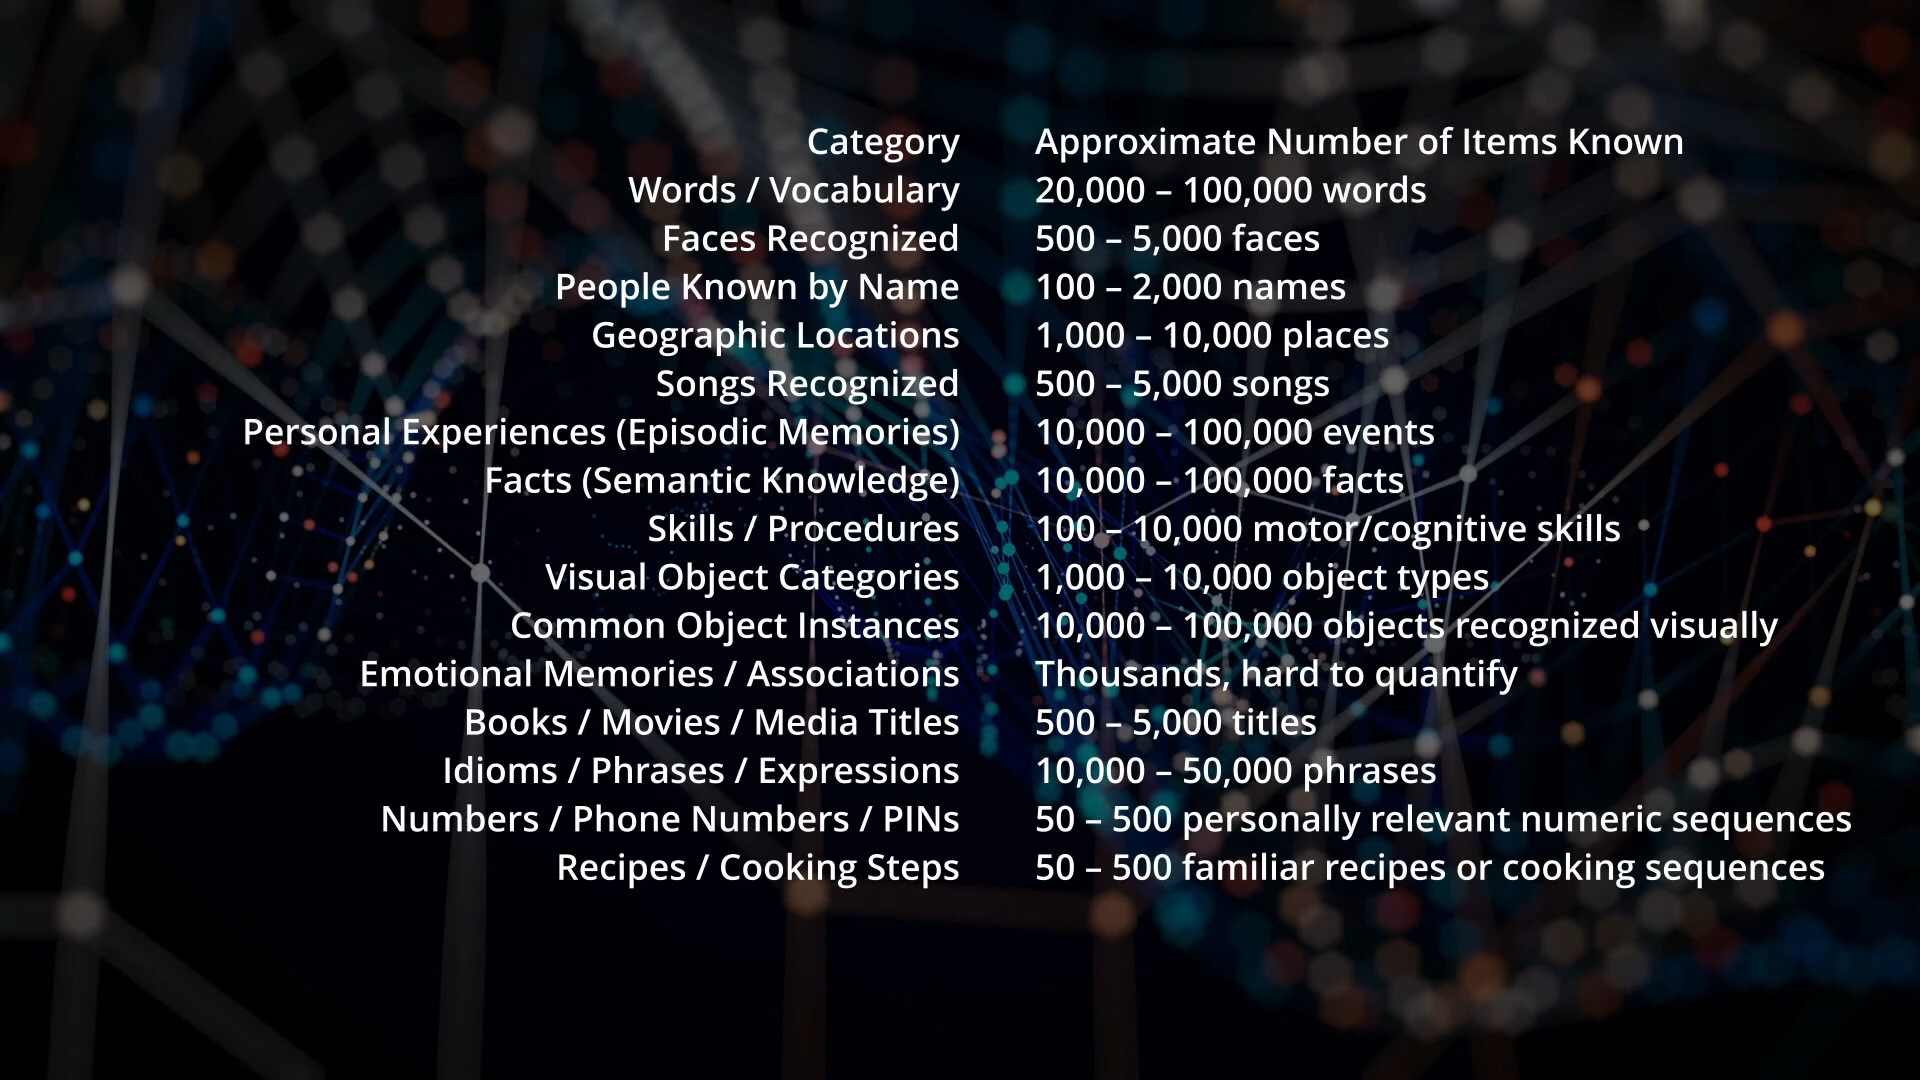 Category Approximate Number of Items Known
Words / Vocabulary 20,000 – 100,000 words
Faces Recognized 500 – 5,000 faces
People Known by Name 100 – 2,000 names
Geographic Locations 1,000 – 10,000 places
Songs Recognized 500 – 5,000 songs
Personal Experiences (Episodic Memories) 10,000 – 100,000 events
Facts (Semantic Knowledge) 10,000 – 100,000 facts
Skills / Procedures 100 – 10,000 motor/cognitive skills
Visual Object Categories 1,000 – 10,000 object types
Common Object Instances 10,000 – 100,000 objects recognized visually
Emotional Memories / Associations Thousands, hard to quantify
Books / Movies / Media Titles 500 – 5,000 titles
Idioms / Phrases / Expressions 10,000 – 50,000 phrases
Numbers / Phone Numbers / PINs 50 – 500 personally relevant numeric sequences
Recipes / Cooking Steps 50 – 500 familiar recipes or cooking sequences